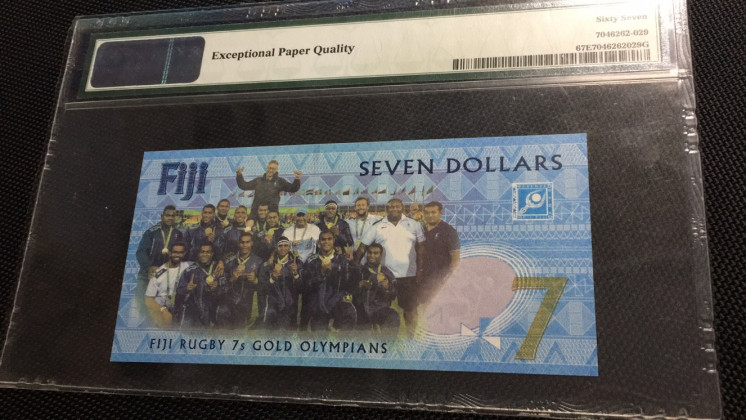 Sixty Seven
Exceptional Paper Quality
7046262-029
67E7046262029G
Fiji
SEVEN DOLLARS
7
FIJI RUGBY 7s GOLD OLYMPIANS